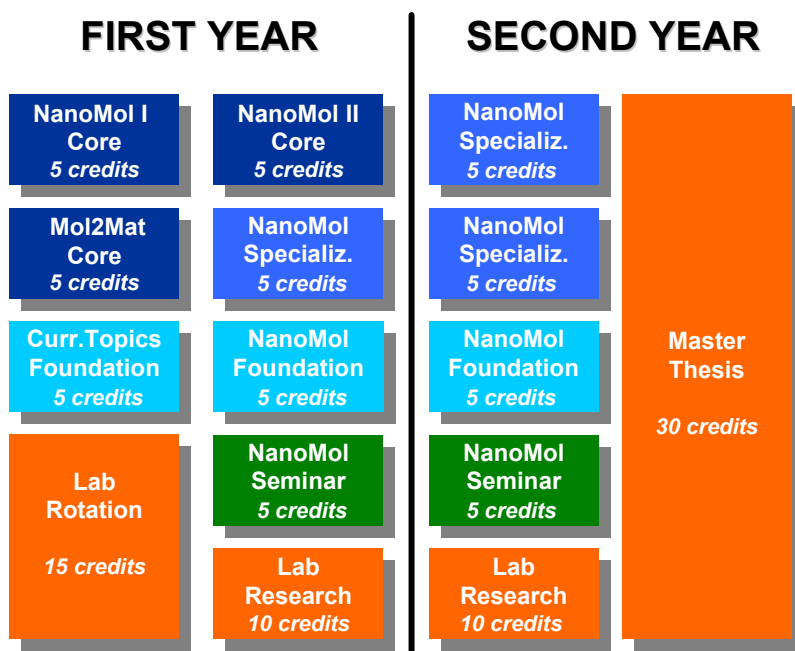 FIRST YEAR
NanoMol I
Core
5 credits
Mol2Mat
Core
5 credits
Curr.Topics
Foundation
5 credits
Lab
Rotation
15 credits
NanoMol II
Core
5 credits
NanoMol
Specializ.
5 credits
NanoMol
Foundation
5 credits
NanoMol
Seminar
5 credits
Lab
Research
10 credits
SECOND YEAR
NanoMol
Specializ.
5 credits
NanoMol
Specializ.
5 credits
NanoMol
Foundation
5 credits
NanoMol
Seminar
5 credits
Lab
Research
10 credits
Master
Thesis
30 credits